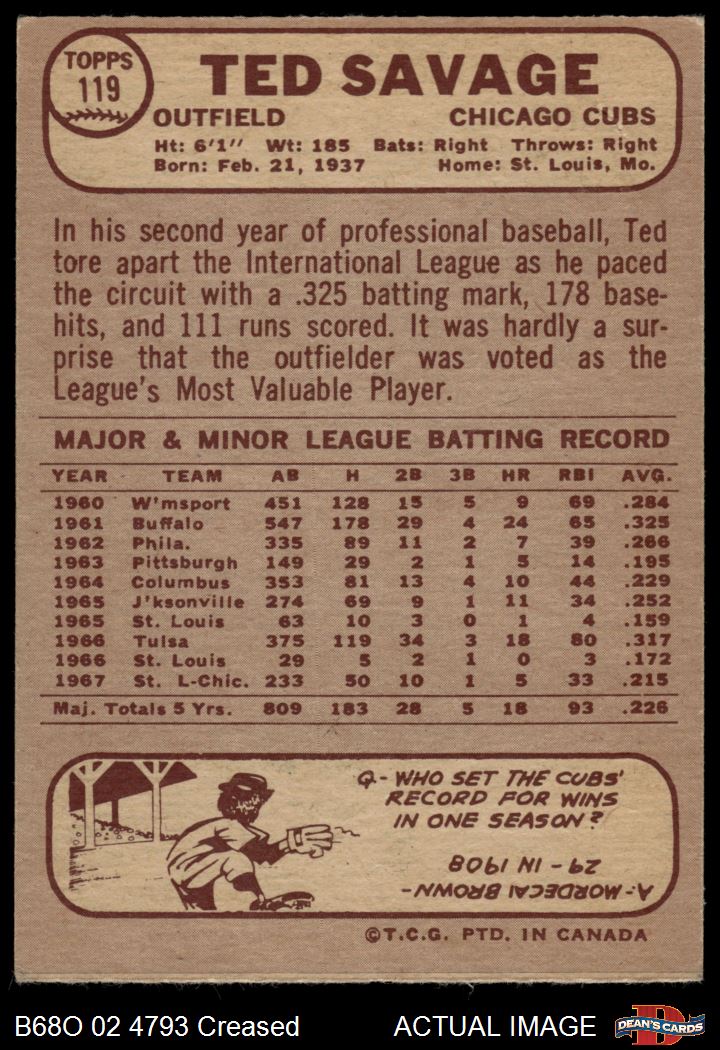 TOPPS
119
TED SAVAGE
OUTFIELD CHICAGO CUBS
Ht: 6'1" Wt: 185 Bats: Right Throws: Right
Born: Feb. 21, 1937 Home: St. Louis, Mo.
In his second year of professional baseball, Ted
tore apart the International League as he paced
the circuit with a .325 batting mark, 178 base-
hits, and 111 runs scored. It was hardly a sur-
prise that the outfielder was voted as the
League's Most Valuable Player.
MAJOR & MINOR LEAGUE BATTING RECORD
YEAR TEAM AB H 2B 3B HR RBI AVG.
1960 W'msport 451 128 15 5 9 69 .284
1961 Buffalo 547 178 29 4 24 65 .325
1962 Phila. 335 89 11 2 7 39 .266
1963 Pittsburgh 149 29 2 1 5 14 .195
1964 Columbus 353 81 13 4 10 44 .229
1965 J'ksonville 274 69 9 1 11 34 .252
1965 St. Louis 63 10 3 0 1 4 .159
1966 Tulsa 375 119 34 3 18 80 .317
1966 St. Louis 29 5 2 1 0 3 .172
1967 St. L-Chic. 233 50 10 1 5 33 .215
Maj. Totals 5 Yrs. 809 183 28 5 18 93 .226
Q- WHO SET THE CUBS'
RECORD FOR WINS
IN ONE SEASON?
A- MORDECAI BROWN-
29 - IN 1908
©T.C.G. PTD. IN CANADA
B68O 02 4793 Creased ACTUAL IMAGE
D
DEAN'S CARDS